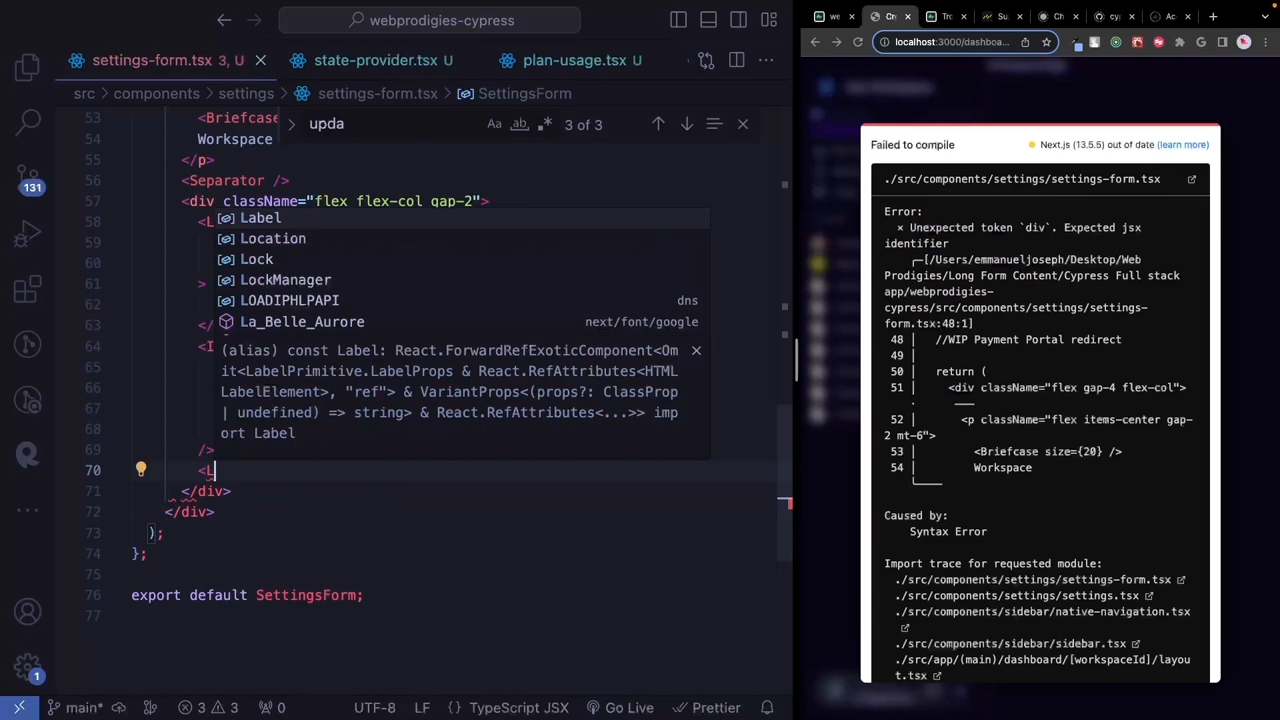 webprodigies-cypress
settings-form.tsx 3, U
state-provider.tsx U
plan-usage.tsx U
src components settings settings-form.tsx SettingsForm
upda
Aa ab 3 of 3
53 <Briefcase
54 Workspace
55 </p>
56 <Separator />
57 <div className="flex flex-col gap-2">
58 <L
59
60
61 >
62
63 </
64 <I
65
66
67
68
69 />
70 <L
71 </div>
72 </div>
73 );
74 };
75
76 export default SettingsForm;
77
Label
Location
Lock
LockManager
LOADIPHLPAPI dns
La_Belle_Aurore next/font/google
(alias) const Label: React.ForwardRefExoticComponent<Om
it<LabelPrimitive.LabelProps & React.RefAttributes<HTML
LabelElement>, "ref"> & VariantProps<(props?: ClassProp
| undefined) => string> & React.RefAttributes<...>> imp
ort Label
131
1
main* 3 3 0 UTF-8 LF {} TypeScript JSX Go Live Prettier
we Cr Tro Su Ch cyp Ac
localhost:3000/dashboa...
Failed to compile
Next.js (13.5.5) out of date (learn more)
./src/components/settings/settings-form.tsx
Error:
× Unexpected token `div`. Expected jsx
identifier
[/Users/emmanueljoseph/Desktop/Web
Prodigies/Long Form Content/Cypress Full stack
app/webprodigies-
cypress/src/components/settings/settings-
form.tsx:48:1]
48 | //WIP Payment Portal redirect
49 |
50 | return (
51 | <div className="flex gap-4 flex-col">
52 | <p className="flex items-center gap-
2 mt-6">
53 | <Briefcase size={20} />
54 | Workspace
Caused by:
Syntax Error
Import trace for requested module:
./src/components/settings/settings-form.tsx
./src/components/settings/settings.tsx
./src/components/sidebar/native-navigation.tsx
./src/components/sidebar/sidebar.tsx
./src/app/(main)/dashboard/[workspaceId]/layou
t.tsx